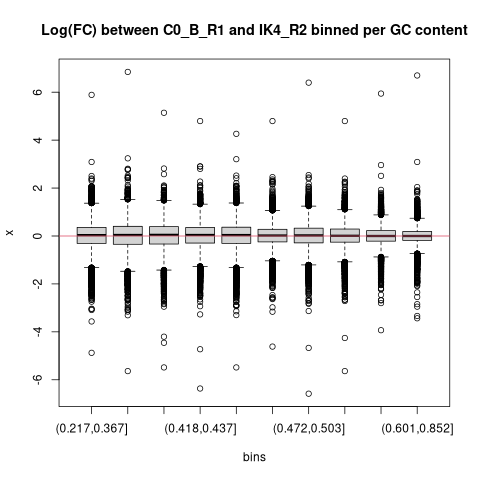 Log(FC) between C0_B_R1 and IK4_R2 binned per GC content
x
6
4
2
0
-2
-4
-6
(0.217,0.367] (0.418,0.437] (0.472,0.503] (0.601,0.852]
bins